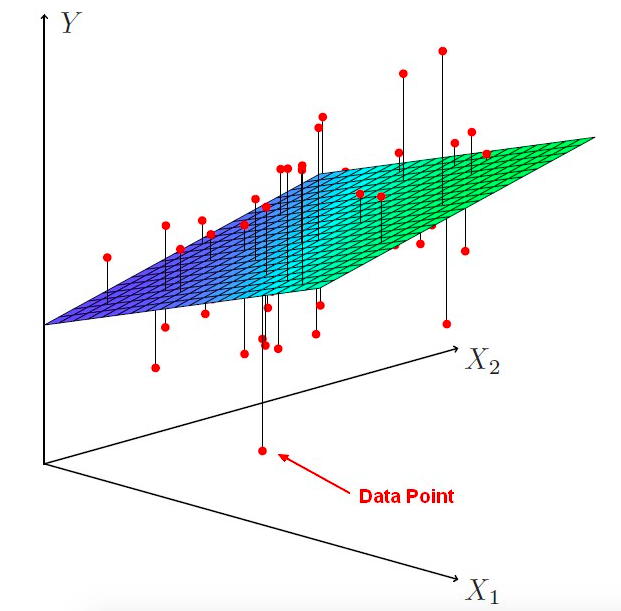 Y
X₂
Data Point
X₁